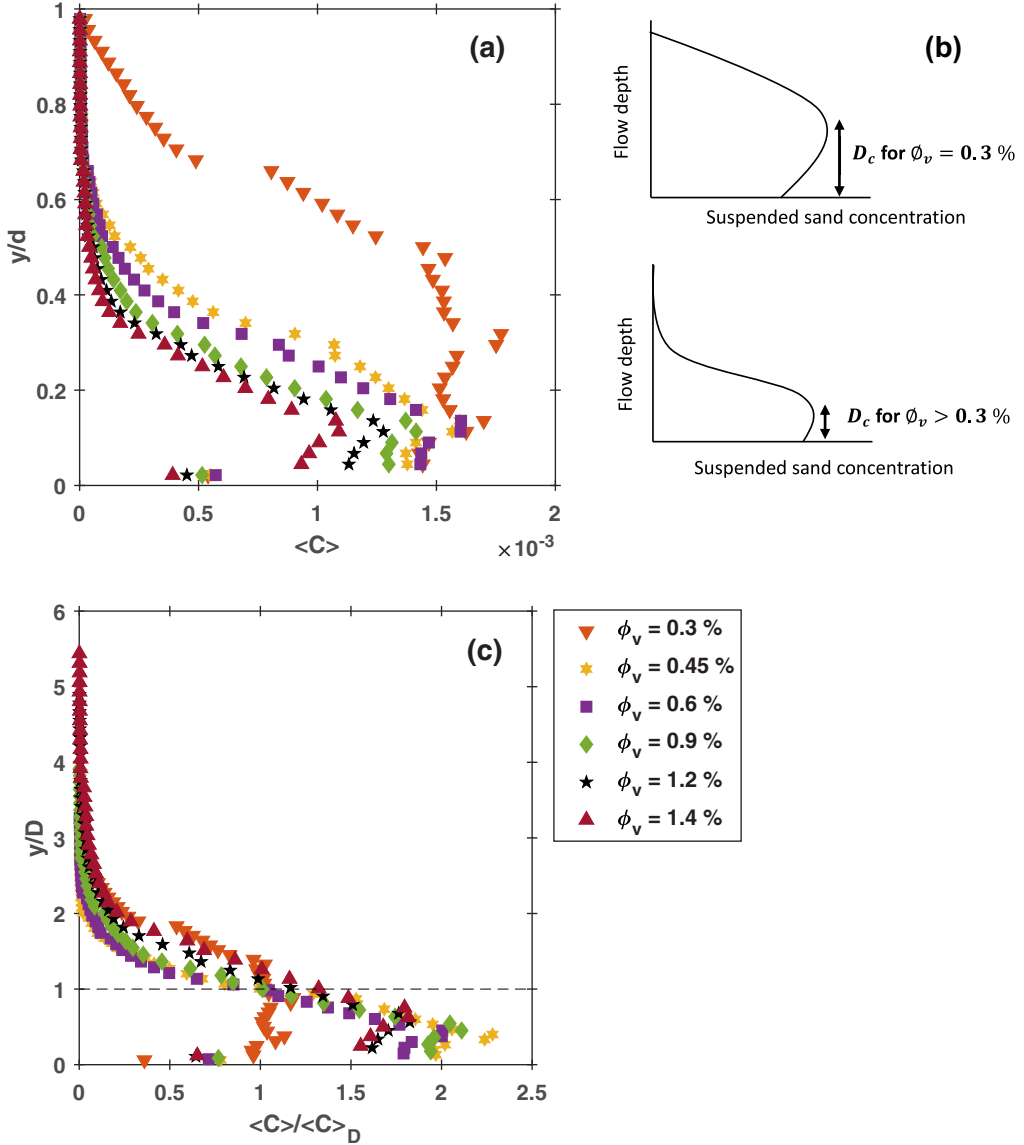 1
0.8
0.6
0.4
0.2
0
y/d
(a)
0 0.5 1 1.5 2
<C>
×10⁻³
(b)
Flow depth
D_c for ∅_v = 0.3 %
Suspended sand concentration
Flow depth
D_c for ∅_v > 0.3 %
Suspended sand concentration
6
5
4
3
2
1
0
y/D
(c)
0 0.5 1 1.5 2 2.5
<C>/<C>_D
ϕ_v = 0.3 %
ϕ_v = 0.45 %
ϕ_v = 0.6 %
ϕ_v = 0.9 %
ϕ_v = 1.2 %
ϕ_v = 1.4 %